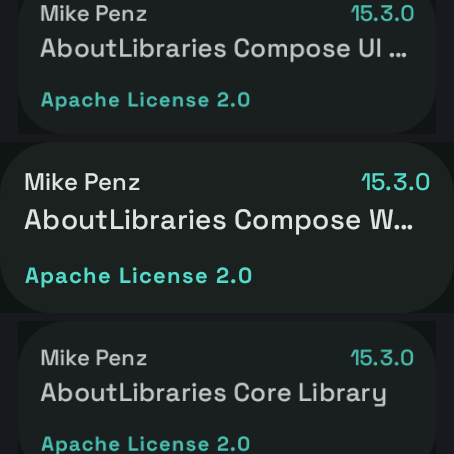 Mike Penz 15.3.0
AboutLibraries Compose UI ...
Apache License 2.0
Mike Penz 15.3.0
AboutLibraries Compose W...
Apache License 2.0
Mike Penz 15.3.0
AboutLibraries Core Library
Apache License 2.0